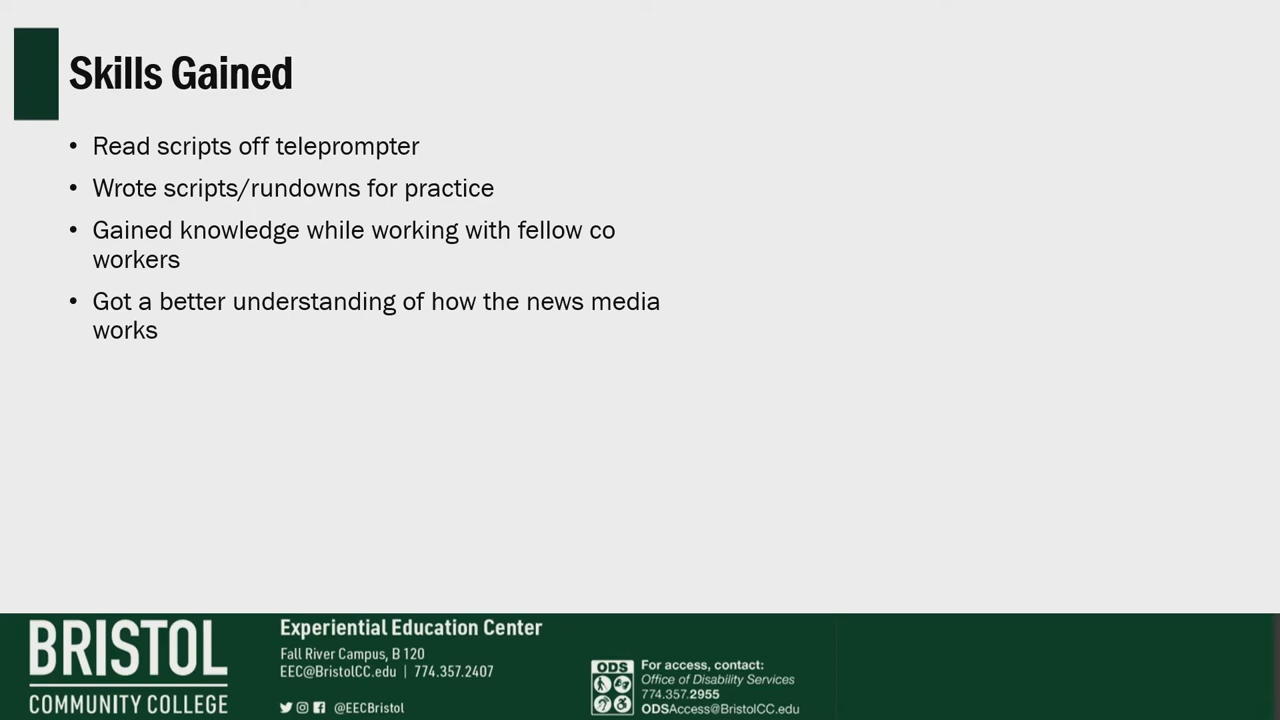 Skills Gained
• Read scripts off teleprompter
• Wrote scripts/rundowns for practice
• Gained knowledge while working with fellow co
workers
• Got a better understanding of how the news media
works
BRISTOL
COMMUNITY COLLEGE
Experiential Education Center
Fall River Campus, B 120
EEC@BristolCC.edu | 774.357.2407
@EECBristol
ODS
For access, contact:
Office of Disability Services
774.357.2955
ODSAccess@BristolCC.edu